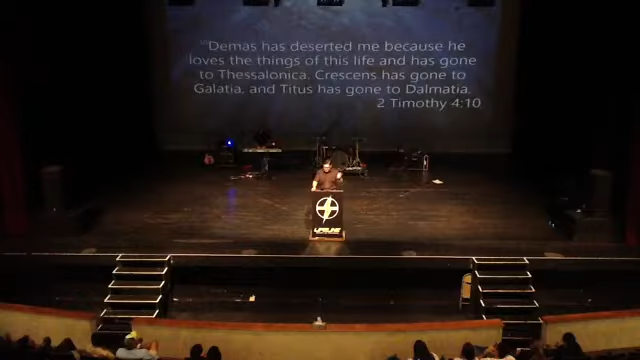 ¹⁰Demas has deserted me because he
loves the things of this life and has gone
to Thessalonica. Crescens has gone to
Galatia, and Titus has gone to Dalmatia.
2 Timothy 4:10
LIFELINE